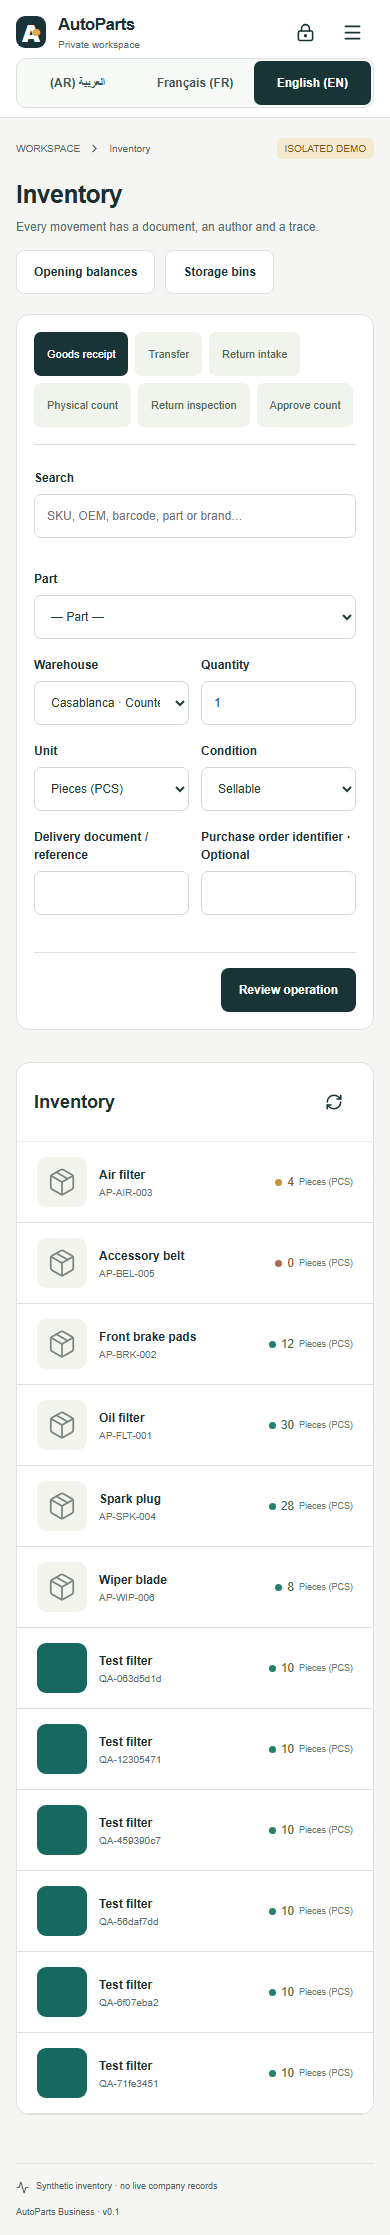 AutoParts
Private workspace
(AR) العربية
Français (FR)
English (EN)
WORKSPACE > Inventory
ISOLATED DEMO
Inventory
Every movement has a document, an author and a trace.
Opening balances
Storage bins
Goods receipt
Transfer
Return intake
Physical count
Return inspection
Approve count
Search
SKU, OEM, barcode, part or brand...
Part
— Part —
Warehouse
Quantity
Casablanca · Counte
1
Unit
Condition
Pieces (PCS)
Sellable
Delivery document /
reference
Purchase order identifier ·
Optional
Review operation
Inventory
Air filter
AP-AIR-003
4 Pieces (PCS)
Accessory belt
AP-BEL-005
0 Pieces (PCS)
Front brake pads
AP-BRK-002
12 Pieces (PCS)
Oil filter
AP-FLT-001
30 Pieces (PCS)
Spark plug
AP-SPK-004
28 Pieces (PCS)
Wiper blade
AP-WIP-006
8 Pieces (PCS)
Test filter
QA-063d5d1d
10 Pieces (PCS)
Test filter
QA-12305471
10 Pieces (PCS)
Test filter
QA-459390c7
10 Pieces (PCS)
Test filter
QA-56daf7dd
10 Pieces (PCS)
Test filter
QA-6f07eba2
10 Pieces (PCS)
Test filter
QA-71fe3451
10 Pieces (PCS)
Synthetic inventory · no live company records
AutoParts Business · v0.1